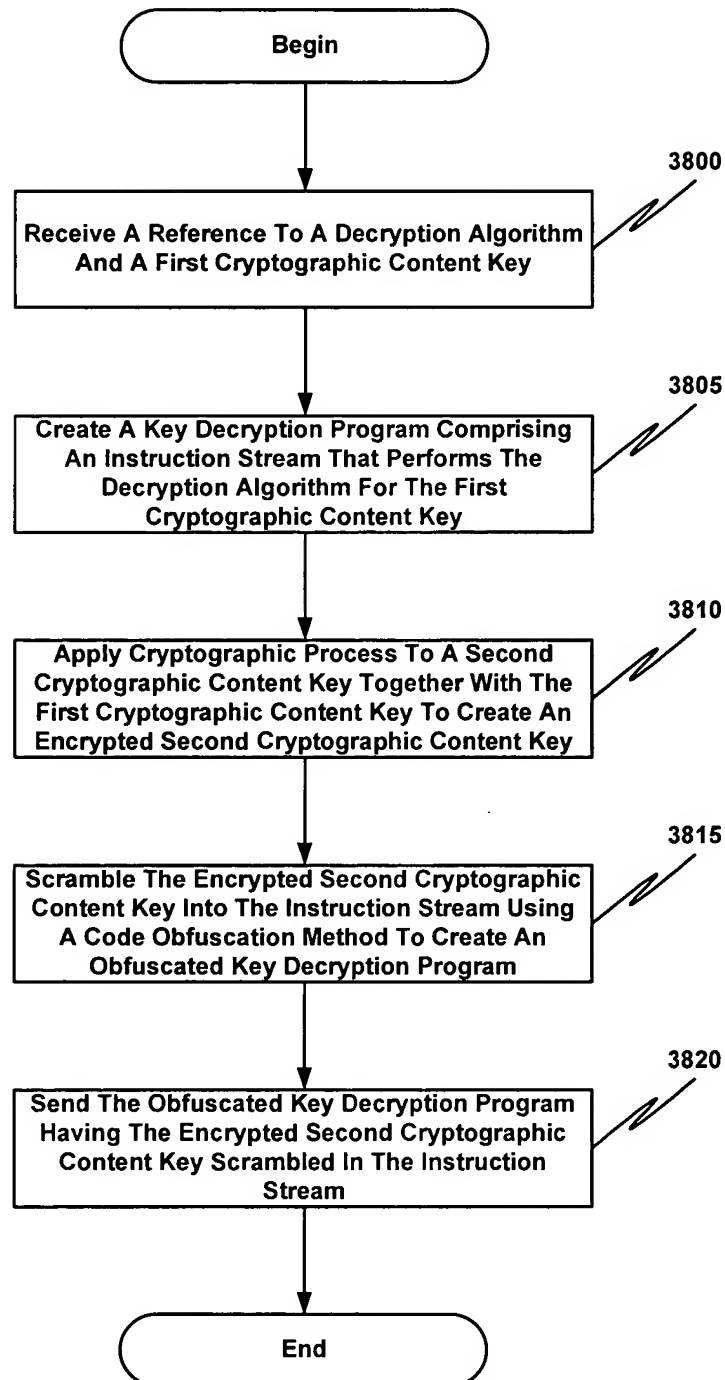 Begin
3800
Receive A Reference To A Decryption Algorithm
And A First Cryptographic Content Key
3805
Create A Key Decryption Program Comprising
An Instruction Stream That Performs The
Decryption Algorithm For The First
Cryptographic Content Key
3810
Apply Cryptographic Process To A Second
Cryptographic Content Key Together With The
First Cryptographic Content Key To Create An
Encrypted Second Cryptographic Content Key
3815
Scramble The Encrypted Second Cryptographic
Content Key Into The Instruction Stream Using
A Code Obfuscation Method To Create An
Obfuscated Key Decryption Program
3820
Send The Obfuscated Key Decryption Program
Having The Encrypted Second Cryptographic
Content Key Scrambled In The Instruction
Stream
End